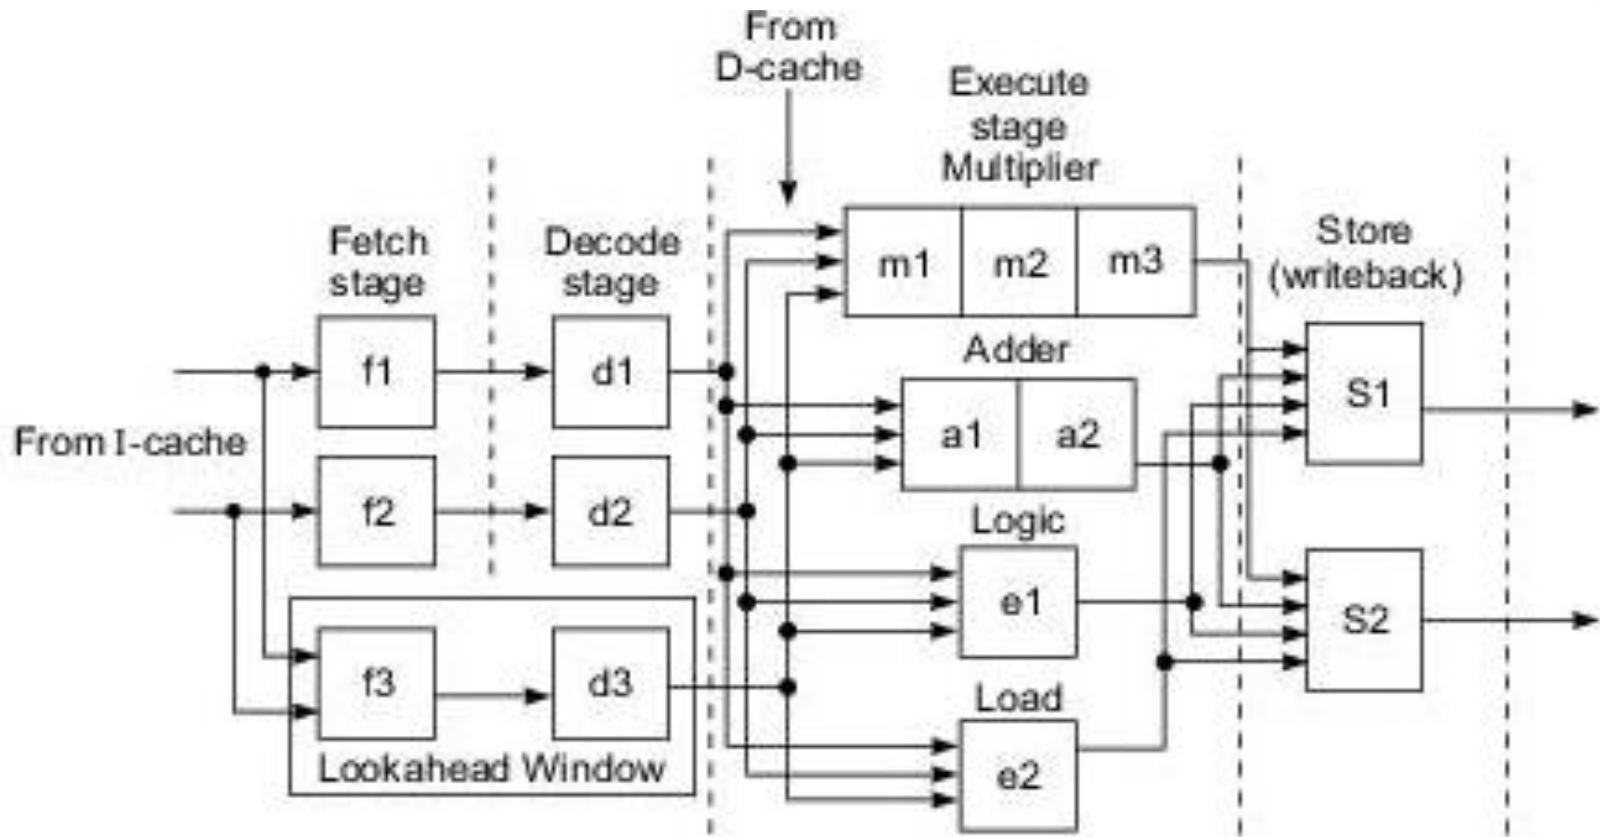 From
D-cache
Execute
stage
Multiplier
Fetch
stage
Decode
stage
Store
(writeback)
m1 m2 m3
f1
d1
Adder
S1
From I-cache
a1 a2
f2
d2
Logic
e1
S2
f3
d3
Load
Lookahead Window
e2